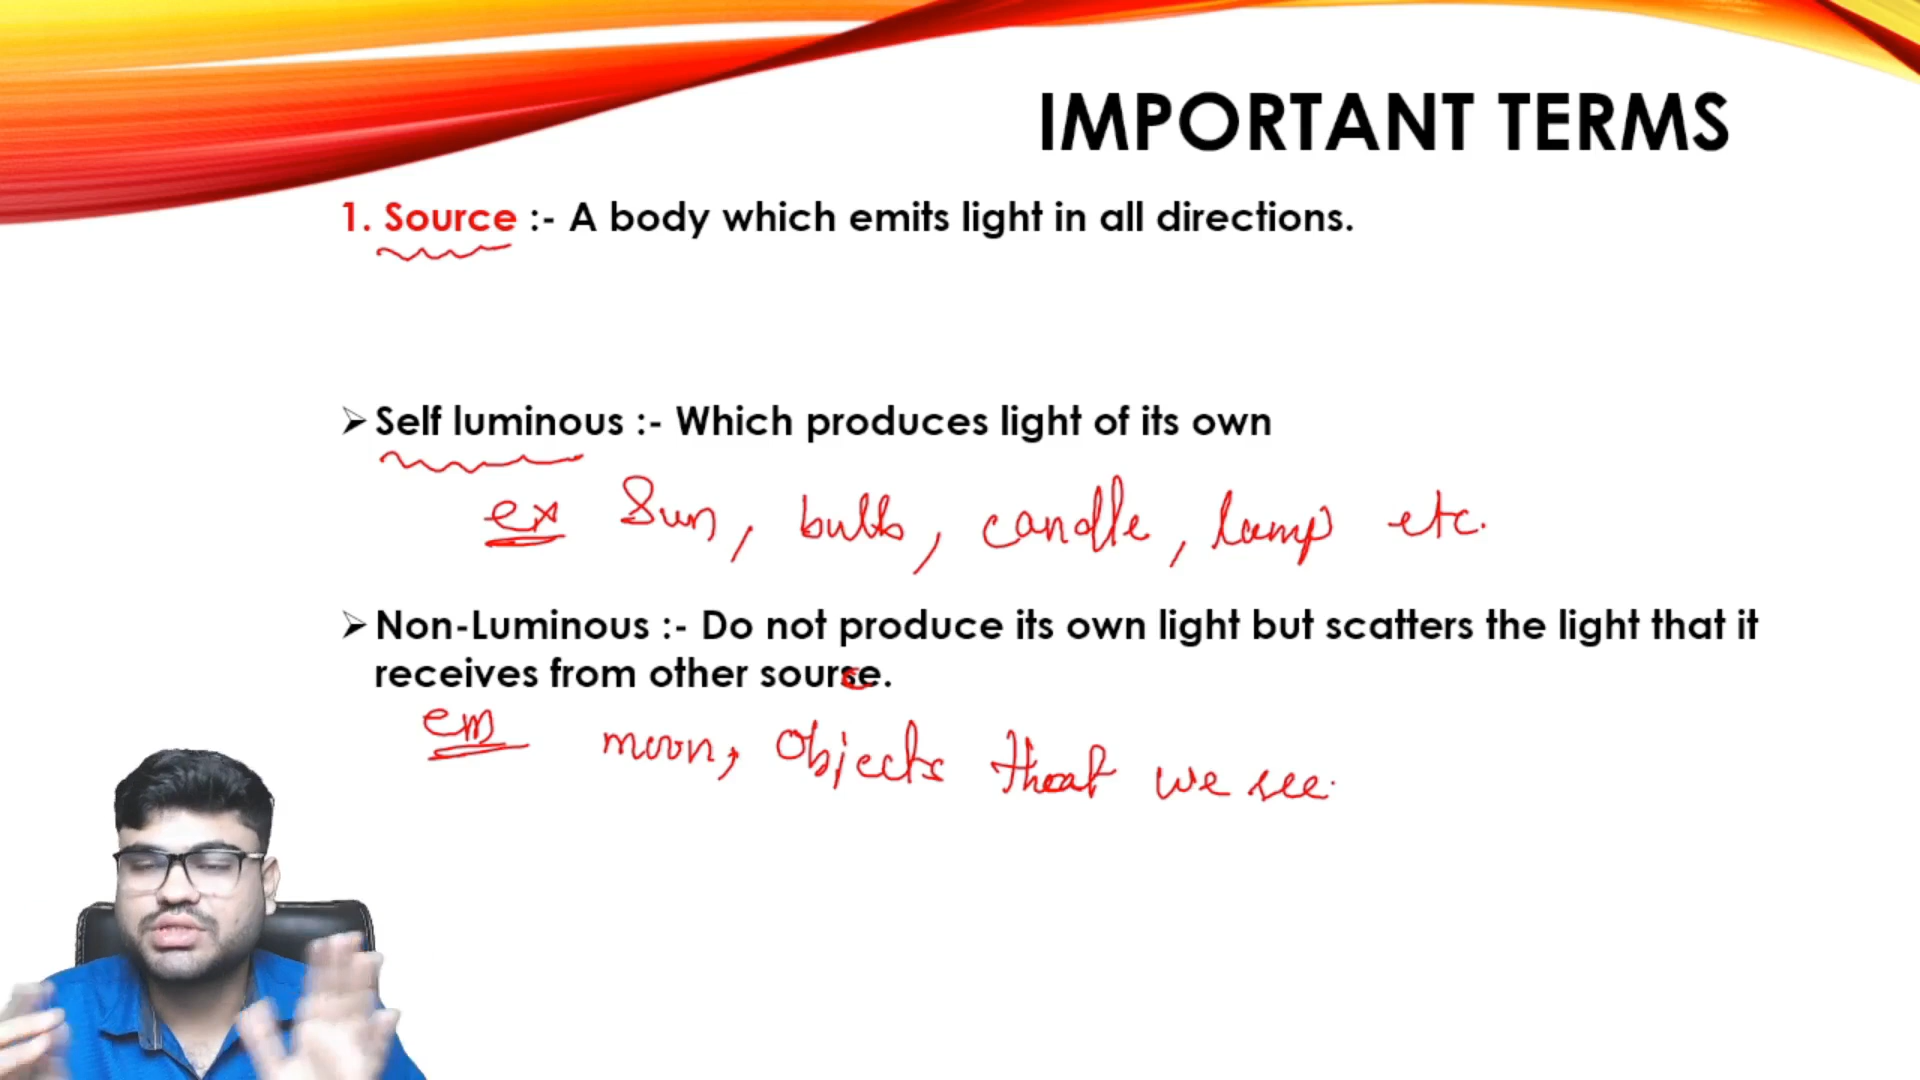 IMPORTANT TERMS
1. Source :- A body which emits light in all directions.
➢ Self luminous :- Which produces light of its own
ex Sun, bulb, candle, lamp etc.
➢ Non-Luminous :- Do not produce its own light but scatters the light that it
receives from other source.
moon, Objects that we see.